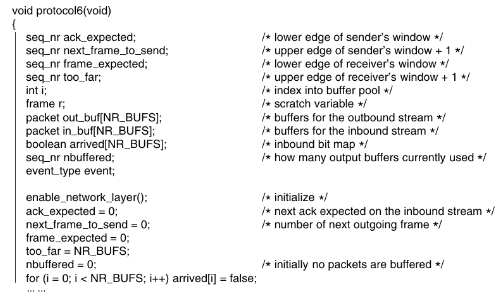 void protocol6(void)
{
seq_nr ack_expected; /* lower edge of sender's window */
seq_nr next_frame_to_send; /* upper edge of sender's window + 1 */
seq_nr frame_expected; /* lower edge of receiver's window */
seq_nr too_far; /* upper edge of receiver's window + 1 */
int i; /* index into buffer pool */
frame r; /* scratch variable */
packet out_buf[NR_BUFS]; /* buffers for the outbound stream */
packet in_buf[NR_BUFS]; /* buffers for the inbound stream */
boolean arrived[NR_BUFS]; /* inbound bit map */
seq_nr nbuffered; /* how many output buffers currently used */
event_type event;
enable_network_layer(); /* initialize */
ack_expected = 0; /* next ack expected on the inbound stream */
next_frame_to_send = 0; /* number of next outgoing frame */
frame_expected = 0;
too_far = NR_BUFS;
nbuffered = 0; /* initially no packets are buffered */
for (i = 0; i < NR_BUFS; i++) arrived[i] = false;
... ...